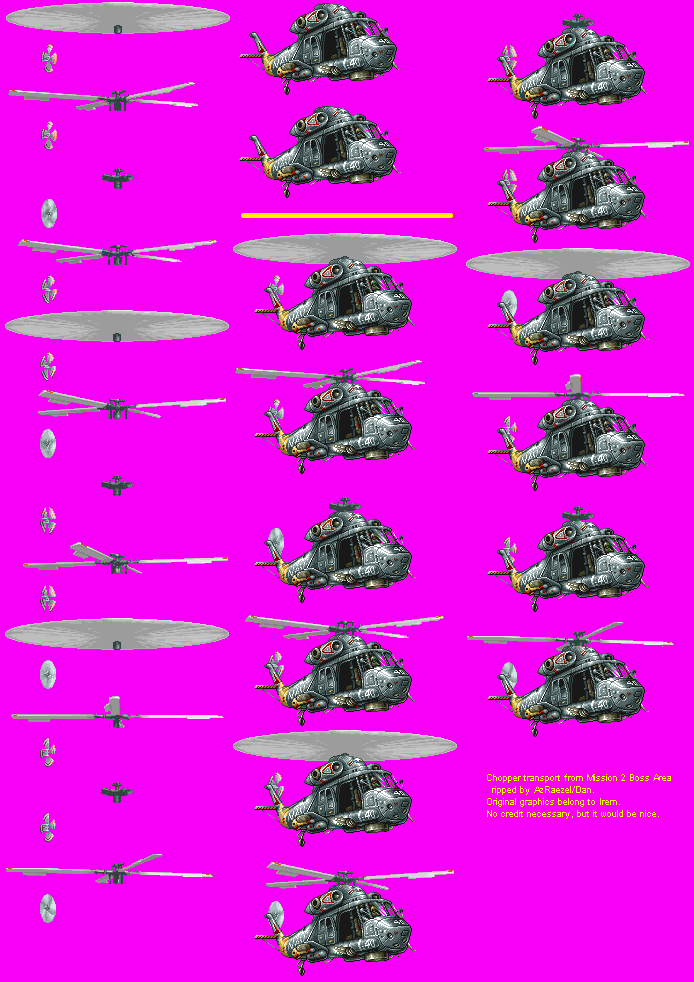 Chopper transport from Mission 2 Boss Area
ripped by AzRaezel/Dan.
Original graphics belong to Irem.
No credit necessary, but it would be nice.